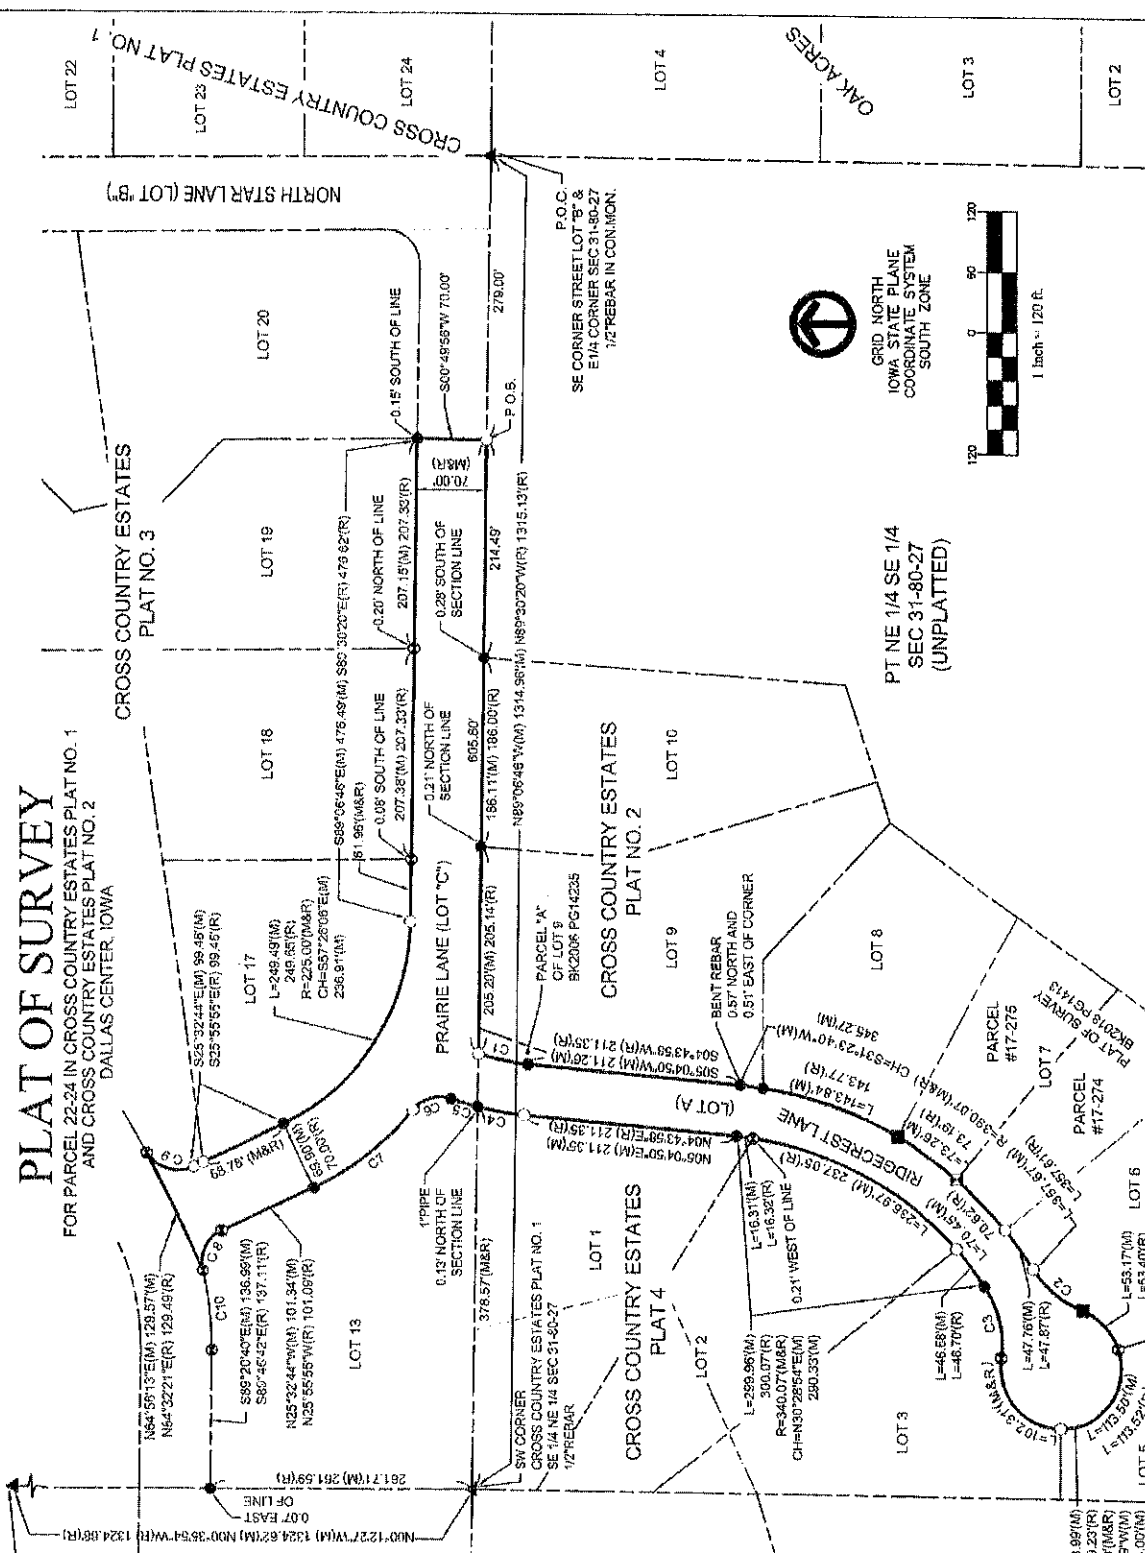 PLAT OF SURVEY
FOR PARCEL 22-24 IN CROSS COUNTRY ESTATES PLAT NO. 1
AND CROSS COUNTRY ESTATES PLAT NO. 2
DALLAS CENTER, IOWA
CROSS COUNTRY ESTATES PLAT NO. 1
LOT 22
LOT 23
LOT 24
LOT 4
OAK ACRES
LOT 3
LOT 2
NORTH STAR LANE (LOT "B")
LOT 20
P.O.C.
SE CORNER STREET LOT "B" &
E1/4 CORNER SEC 31-80-27
1/2"REBAR IN CON.MON.
GRID NORTH
IOWA STATE PLANE
COORDINATE SYSTEM
SOUTH ZONE
120
0
60
120
1 Inch = 120 ft.
CROSS COUNTRY ESTATES
PLAT NO. 3
0.15' SOUTH OF LINE
S00°49'56"W 70.00'
279.00'
P.O.B.
70.00'
(M&R)
LOT 19
0.20' NORTH OF LINE
207.15'(M) 207.33'(R)
0.28' SOUTH OF
SECTION LINE
214.49'
LOT 18
S89°06'46"E(M) 476.49'(M) S89°30'20"E(R) 476.62'(R)
61.96'(M&R)
0.08' SOUTH OF LINE
207.38'(M) 207.33'(R)
0.21' NORTH OF
SECTION LINE
605.80'
186.11'(M) 186.00'(R)
N89°06'46"W(M) 1314.96'(M) N89°30'20"W(R) 1315.13'(R)
PT NE 1/4 SE 1/4
SEC 31-80-27
(UNPLATTED)
S25°32'44"E(M) 99.46'(M)
S25°55'55"E(R) 99.45'(R)
LOT 17
L=249.49'(M)
249.65'(R)
R=225.00'(M&R)
CH=S57°26'06"E(M)
236.91'(M)
PRAIRIE LANE (LOT "C")
205.20'(M) 205.14'(R)
PARCEL "A"
OF LOT 9
BK2006 PG14235
CROSS COUNTRY ESTATES
PLAT NO. 2
LOT 10
LOT 9
BENT REBAR
0.57' NORTH AND
0.51' EAST OF CORNER
LOT 8
C9
68.78' (M&R)
69.90'(M)
70.00'(R)
C7
C6
C5
C4
C1
S05°04'50"W(M) 211.26'(M)
S04°43'58"W(R) 211.35'(R)
(LOT A)
RIDGECREST LANE
L=143.84'(M)
143.77'(R)
R=380.07'(M&R) CH=S31°23'40"W(M)
345.27'(M)
L=73.26'(M)
73.19'(R)
PARCEL
#17-275
LOT 7
PLAT OF SURVEY
BK2018 PG1413
PARCEL
#17-274
N64°56'13"E(M) 129.57'(M)
N64°32'21"E(R) 129.49'(R)
C8
C10
S89°20'40"E(M) 136.99'(M)
S89°46'42"E(R) 137.11'(R)
N25°32'44"W(M) 101.34'(M)
N25°55'55"W(R) 101.09'(R)
LOT 13
1"PIPE
0.13' NORTH OF
SECTION LINE
378.57'(M&R)
N05°04'50"E(M) 211.35'(M)
N04°43'58"E(R) 211.35'(R)
CROSS COUNTRY ESTATES
PLAT 4
LOT 1
LOT 2
L=16.31'(M)
L=16.32'(R)
0.21' WEST OF LINE
L=236.97'(M) 237.05'(R)
L=70.45'(M)
70.62'(R)
L=357.67'(M)
L=357.61'(R)
LOT 6
SW CORNER
CROSS COUNTRY ESTATES PLAT NO. 1
SE 1/4 NE 1/4 SEC 31-80-27
1/2"REBAR
L=299.96'(M)
300.07'(R)
R=340.07'(M&R)
CH=N30°28'54"E(M)
290.33'(M)
L=46.68'(M)
L=46.70'(R)
C3
C2
L=47.76'(M)
L=47.87'(R)
L=53.17'(M)
L=53.40'(R)
LOT 3
L=102.31'(M&R)
L=113.50'(M)
L=113.52'(R)
LOT 5
0.07' EAST
OF LINE
261.71'(M) 261.59'(R)
N00°12'27"W(M) 1324.62'(M) N00°35'54"W(R) 1324.66'(R)